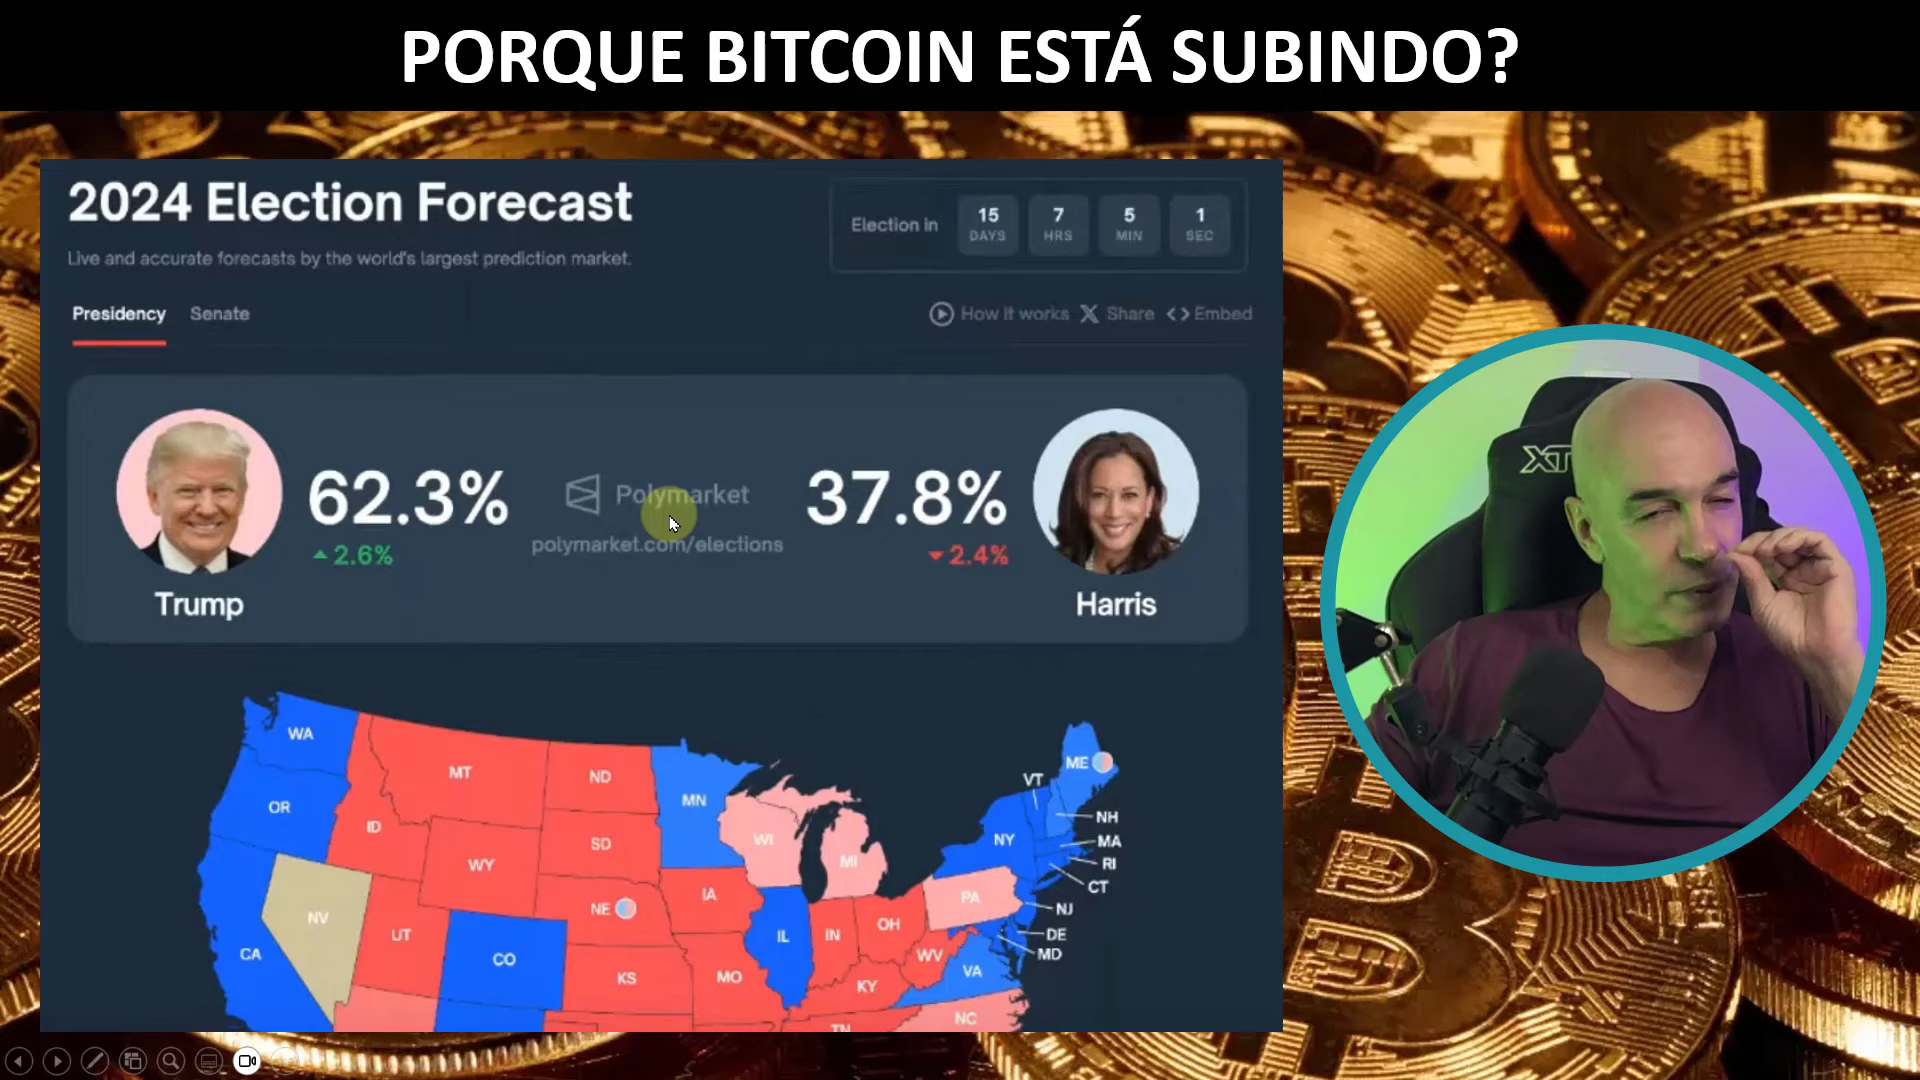 PORQUE BITCOIN ESTÁ SUBINDO?
2024 Election Forecast
Live and accurate forecasts by the world's largest prediction market.
Election in
15 7 5 1
DAYS HRS MIN SEC
Presidency Senate
How it works Share Embed
62.3% Polymarket 37.8%
2.6% polymarket.com/elections 2.4%
Trump Harris
WA
MT
ND
MN
ME
VT
OR
ID
SD
WI
MI
NY
NH
MA
RI
CT
WY
NV
UT
CA
CO
NE
IA
IL
IN
OH
PA
NJ
DE
MD
WV
VA
KS
MO
KY
NC
TN
XT